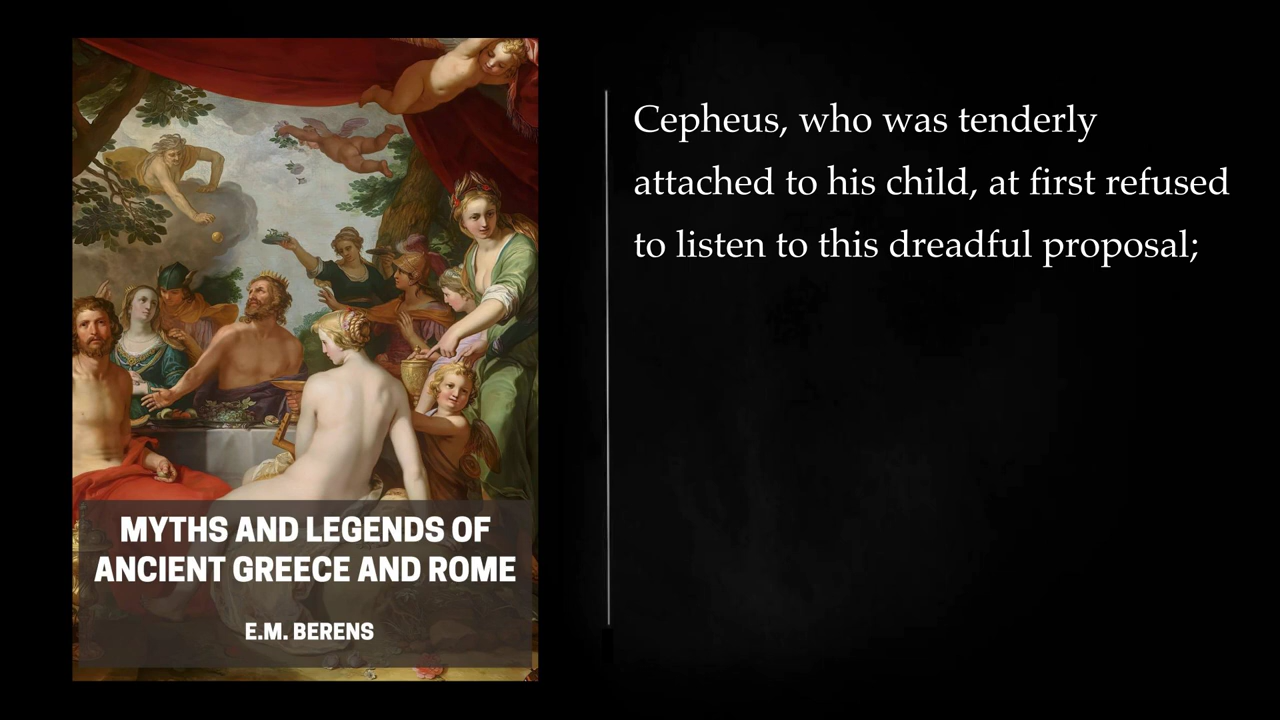 MYTHS AND LEGENDS OF
ANCIENT GREECE AND ROME
E.M. BERENS
Cepheus, who was tenderly
attached to his child, at first refused
to listen to this dreadful proposal;